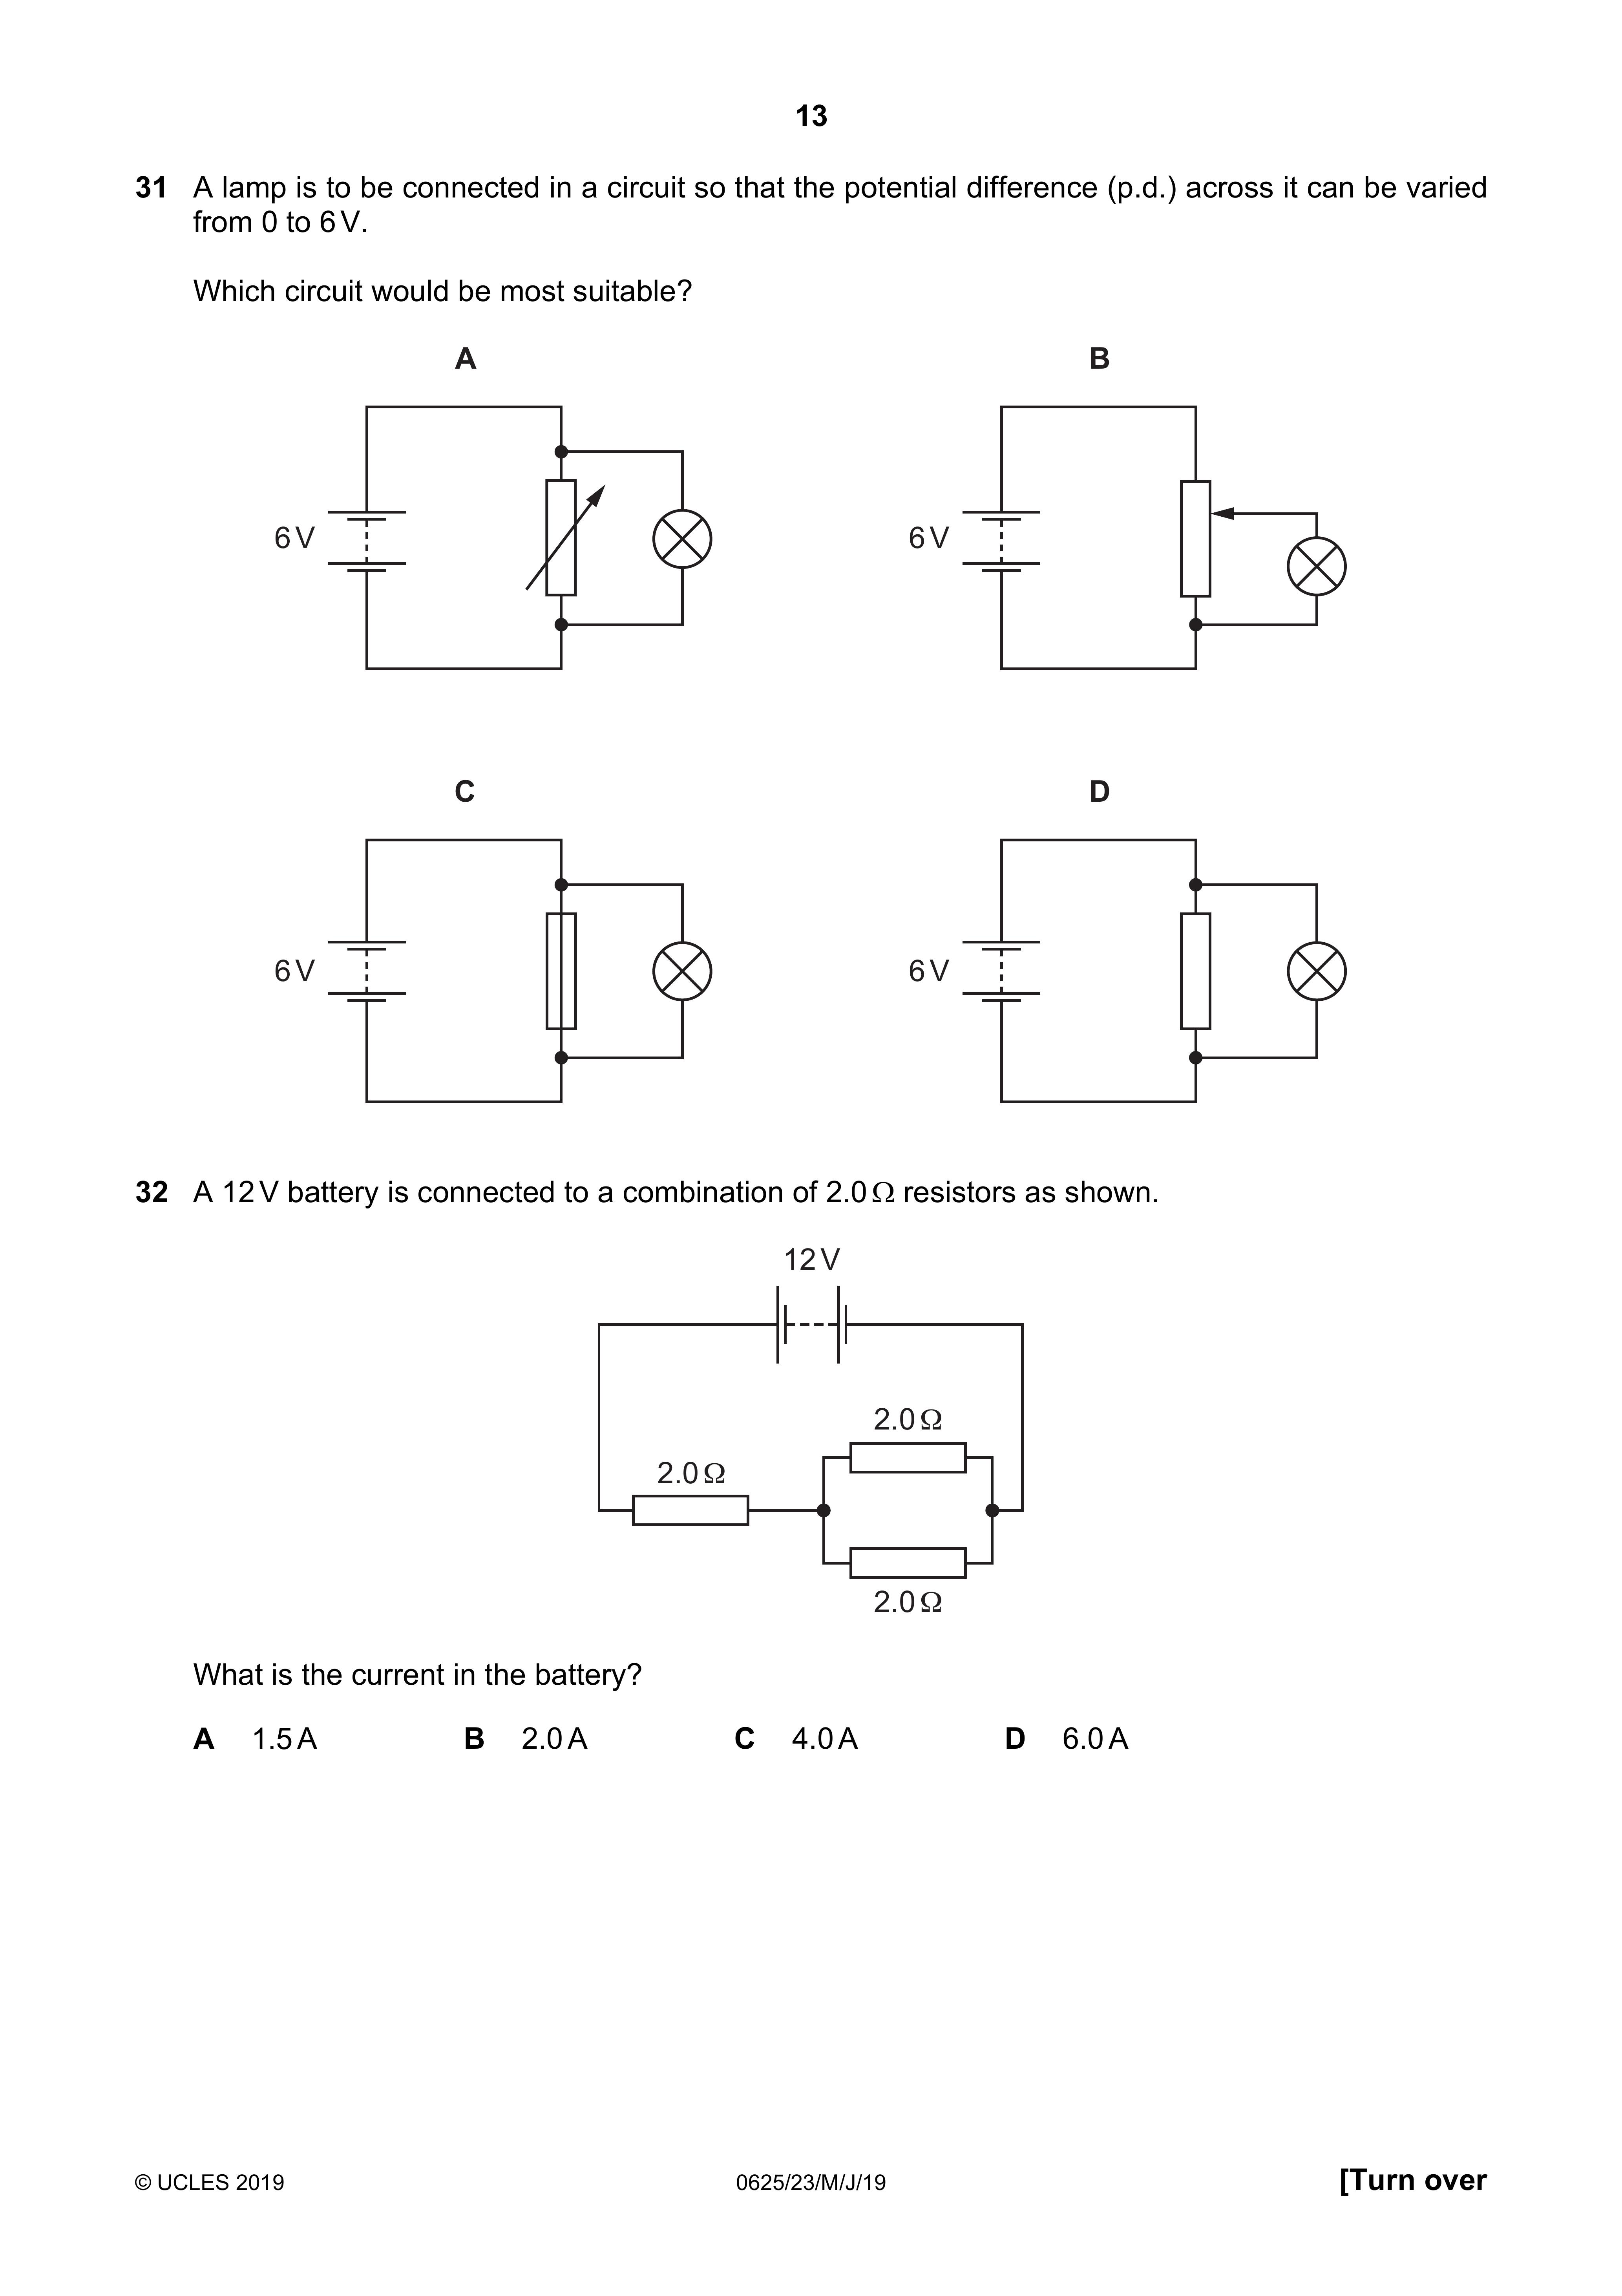 13
31 A lamp is to be connected in a circuit so that the potential difference (p.d.) across it can be varied
from 0 to 6 V.
Which circuit would be most suitable?
A B
6 V 6 V
C D
6 V 6 V
32 A 12 V battery is connected to a combination of 2.0 Ω resistors as shown.
12 V
2.0 Ω
2.0 Ω
2.0 Ω
What is the current in the battery?
A 1.5 A B 2.0 A C 4.0 A D 6.0 A
© UCLES 2019 0625/23/M/J/19 [Turn over